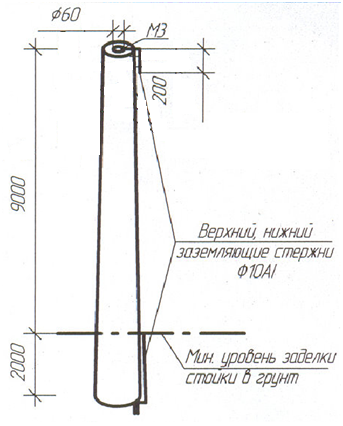 Ф60
М3
200
9000
Верхний, нижний
заземляющие стержни
Ф10АI
Мин. уровень заделки
стойки в грунт
2000